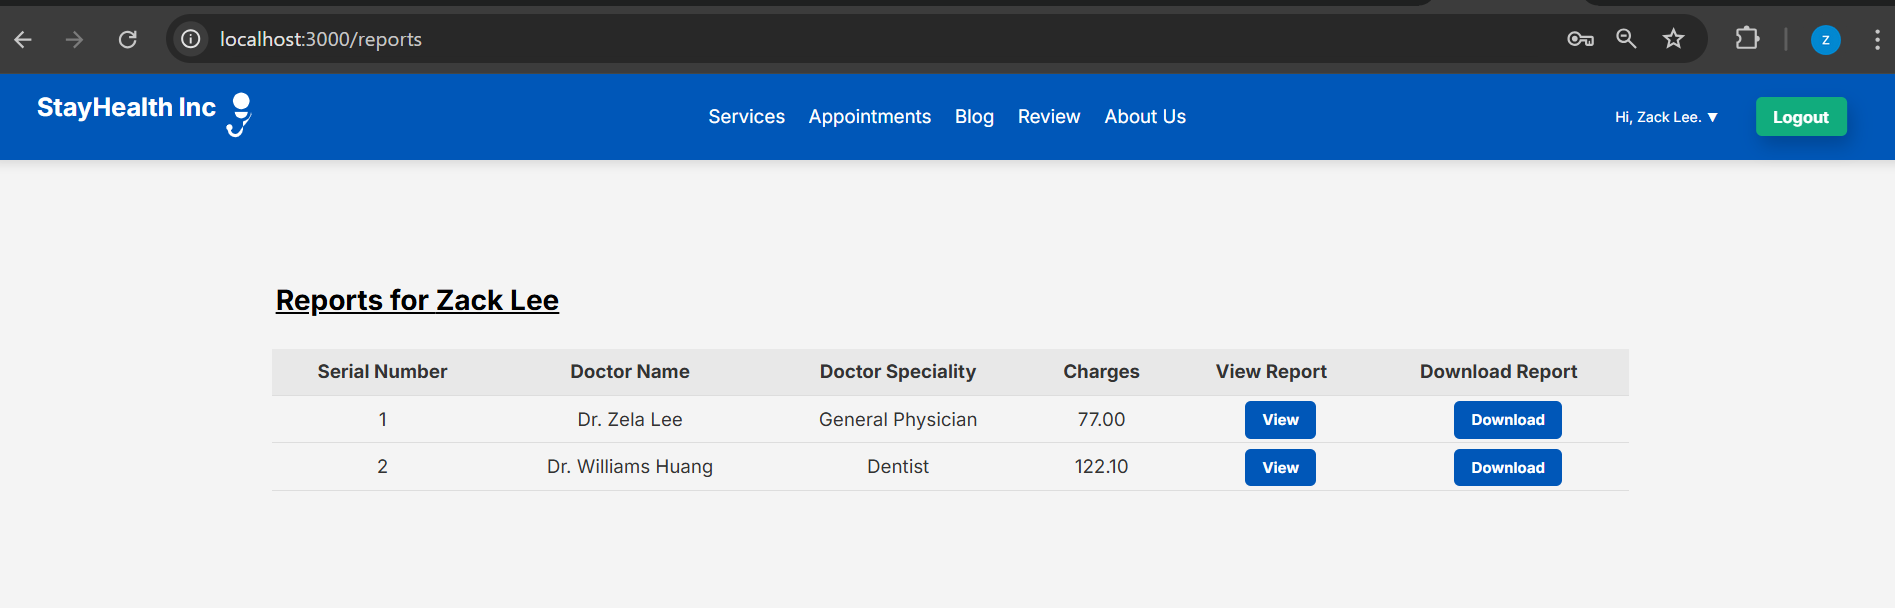 localhost:3000/reports
z
StayHealth Inc
Services Appointments Blog Review About Us
Hi, Zack Lee. ▼
Logout
Reports for Zack Lee
Serial Number Doctor Name Doctor Speciality Charges View Report Download Report
1 Dr. Zela Lee General Physician 77.00 View Download
2 Dr. Williams Huang Dentist 122.10 View Download